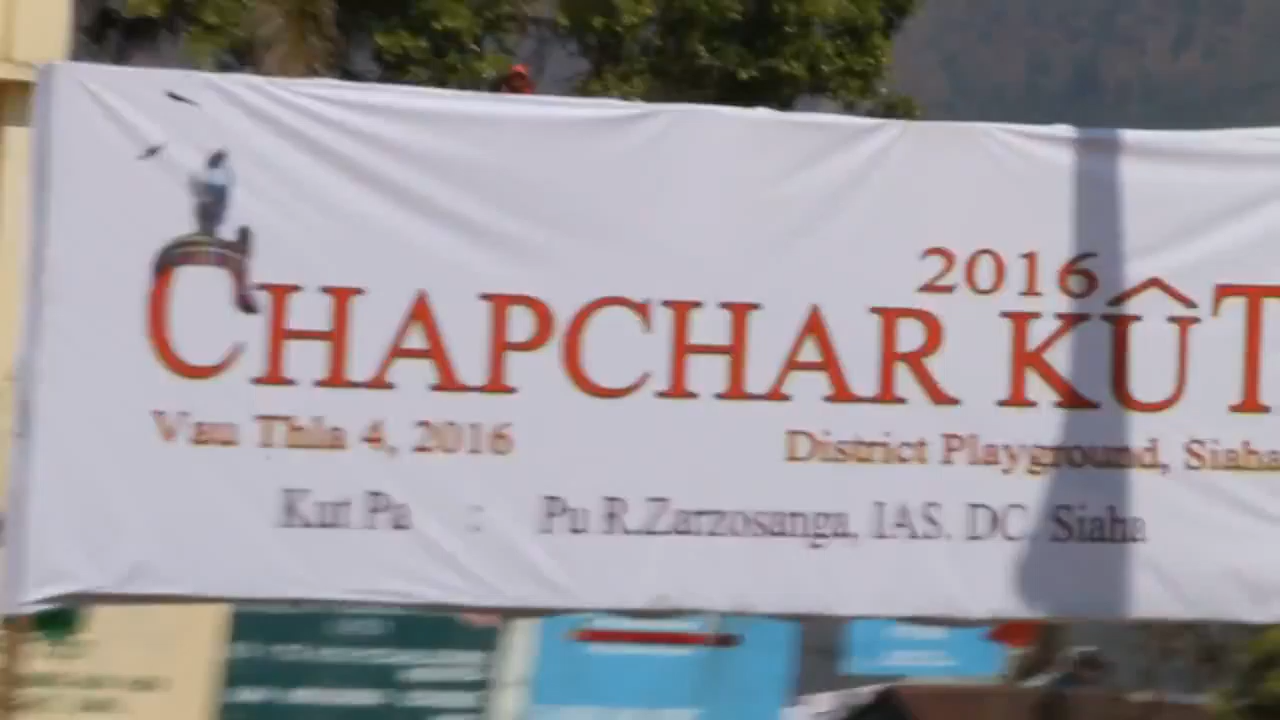 2016
CHAPCHAR KÛT
Vau Thla 4, 2016
District Playground, Siaha
Kut Pa : Pu R.Zarzosanga, IAS. DC. Siaha